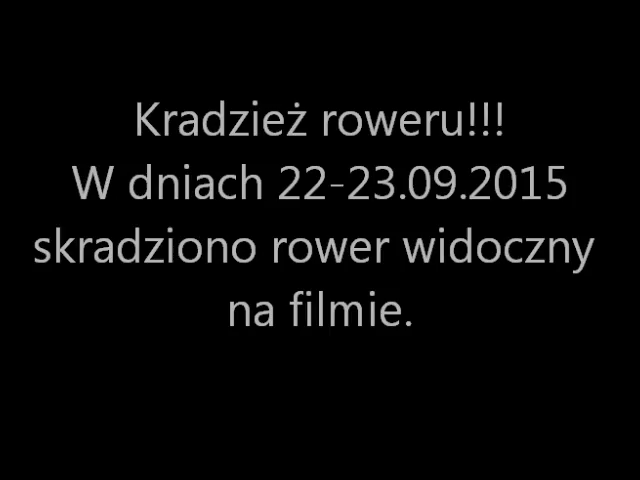 Kradzież roweru!!!
W dniach 22-23.09.2015
skradziono rower widoczny
na filmie.